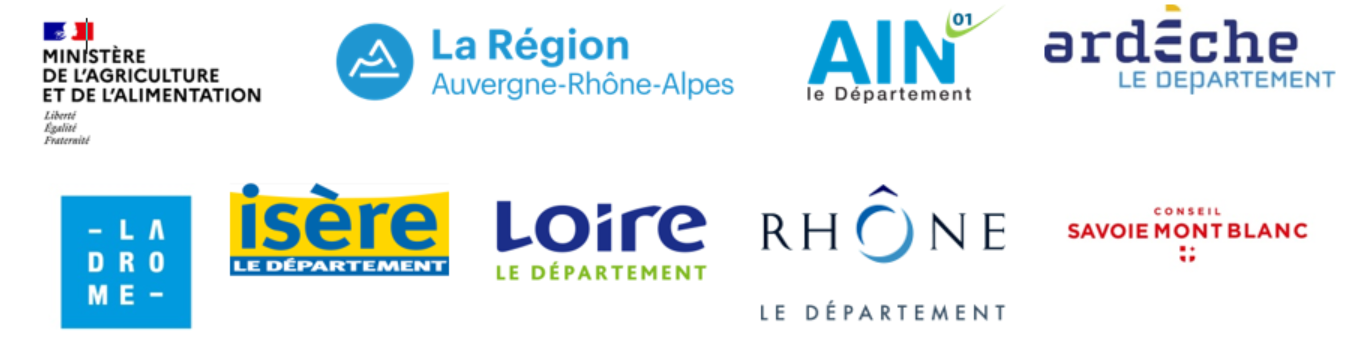 MINISTÈRE
DE L'AGRICULTURE
ET DE L'ALIMENTATION
Liberté
Égalité
Fraternité
La Région
Auvergne-Rhône-Alpes
AIN 01
le Département
ardèche
LE DEPARTEMENT
– L A
D R O
M E –
isère
LE DÉPARTEMENT
Loire
LE DÉPARTEMENT
RHÔNE
LE DÉPARTEMENT
CONSEIL
SAVOIE MONT BLANC